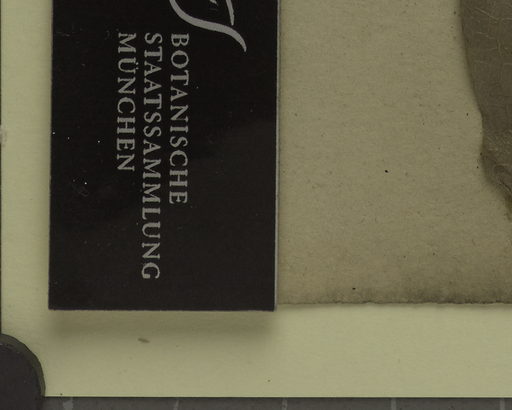 BOTANISCHE
STAATSSAMMLUNG
MÜNCHEN